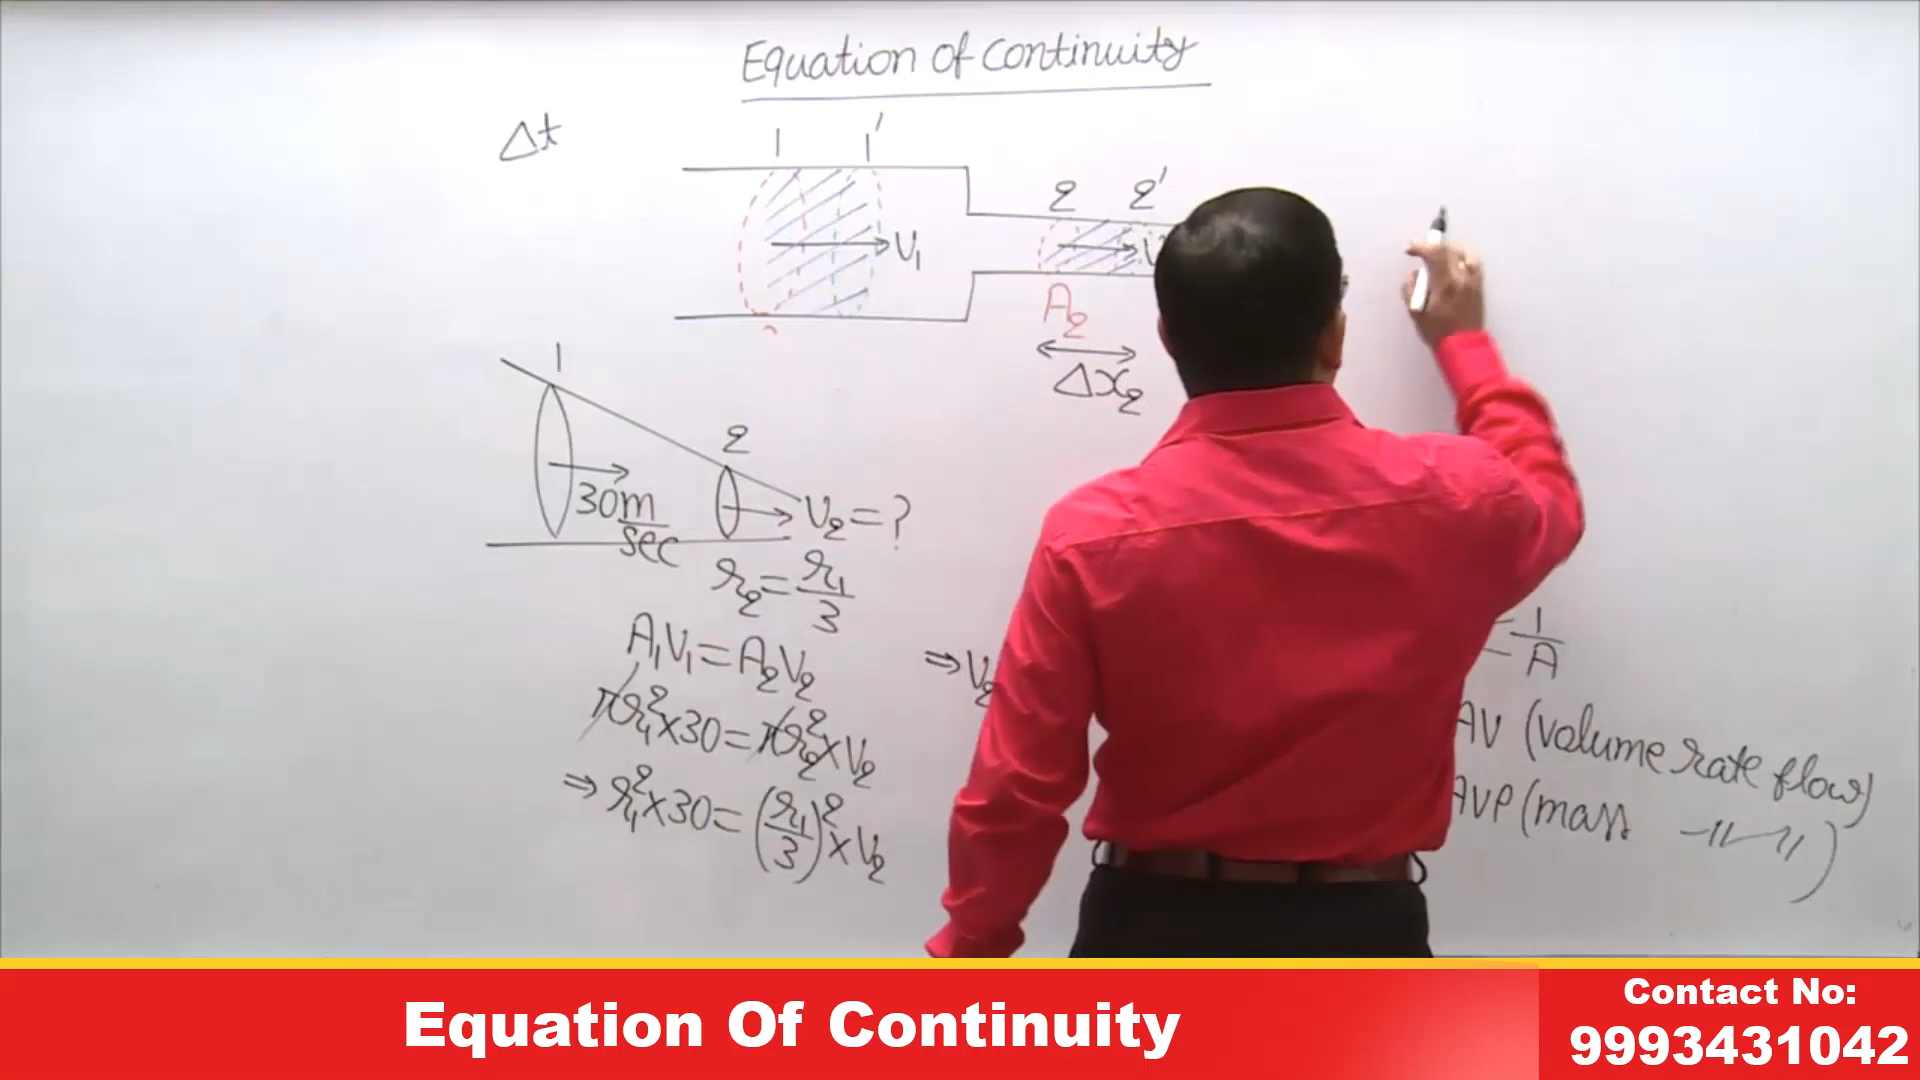 Equation of continuity
Δt
1 1'
2 2'
V₁
A₂
Δx₂
1
2
30 m/sec
V₂ = ?
r₂ = r₁/3
A₁V₁ = A₂V₂
⇒ V₂
πr₁² × 30 = πr₂² × V₂
⇒ r₁² × 30 = (r₁/3)² × V₂
1/A
AV (volume rate flow)
AVρ (mass -//-//)
Equation Of Continuity
Contact No:
9993431042